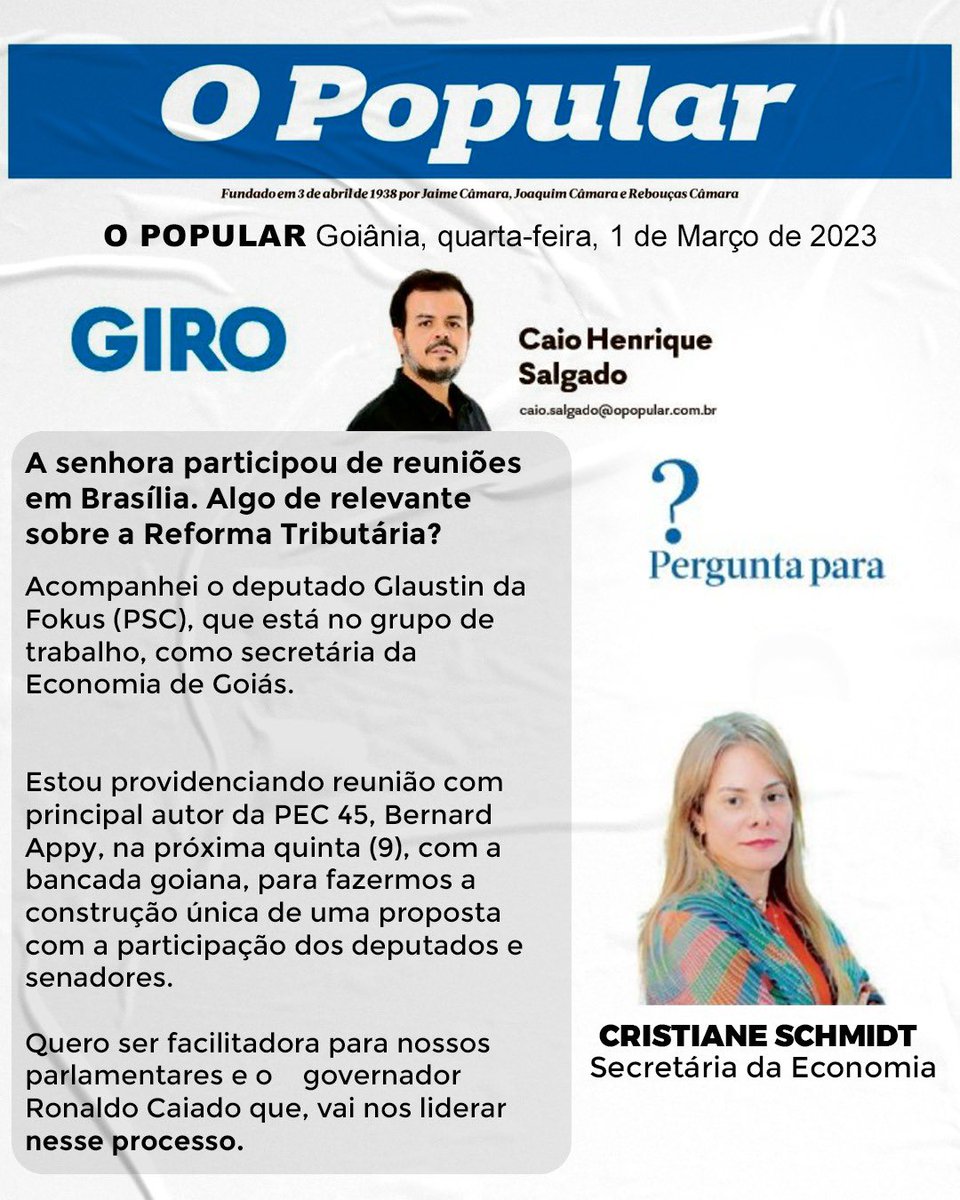 O Popular
Fundado em 3 de abril de 1938 por Jaime Câmara, Joaquim Câmara e Rebouças Câmara
O POPULAR Goiânia, quarta-feira, 1 de Março de 2023
GIRO
Caio Henrique
Salgado
caio.salgado@opopular.com.br
A senhora participou de reuniões
em Brasília. Algo de relevante
sobre a Reforma Tributária?
Acompanhei o deputado Glaustin da
Fokus (PSC), que está no grupo de
trabalho, como secretária da
Economia de Goiás.
Estou providenciando reunião com
principal autor da PEC 45, Bernard
Appy, na próxima quinta (9), com a
bancada goiana, para fazermos a
construção única de uma proposta
com a participação dos deputados e
senadores.
Quero ser facilitadora para nossos
parlamentares e o governador
Ronaldo Caiado que, vai nos liderar
nesse processo.
?
Pergunta para
CRISTIANE SCHMIDT
Secretária da Economia